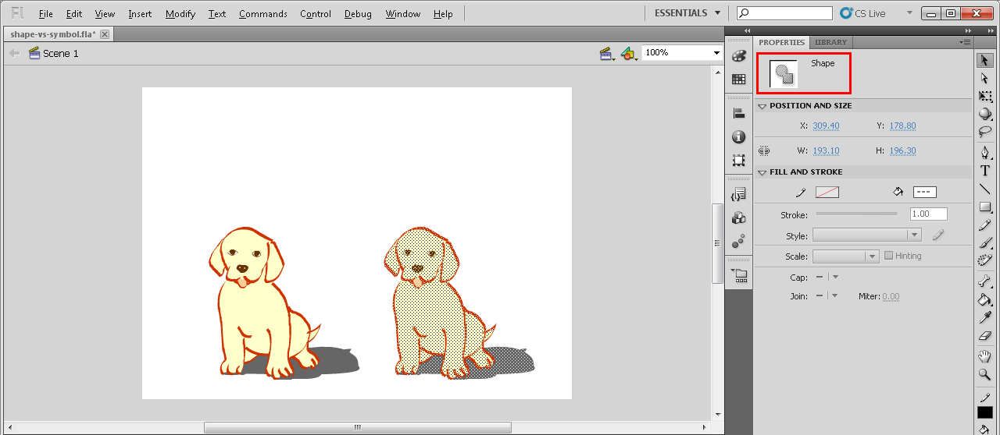 Fl File Edit View Insert Modify Text Commands Control Debug Window Help ESSENTIALS CS Live
shape-vs-symbol.fla*
Scene 1 100%
PROPERTIES LIBRARY
Shape
POSITION AND SIZE
X: 309.40 Y: 178.80
W: 193.10 H: 196.30
FILL AND STROKE
Stroke: 1.00
Style:
Scale: Hinting
Cap:
Join: Miter: 0.00
T